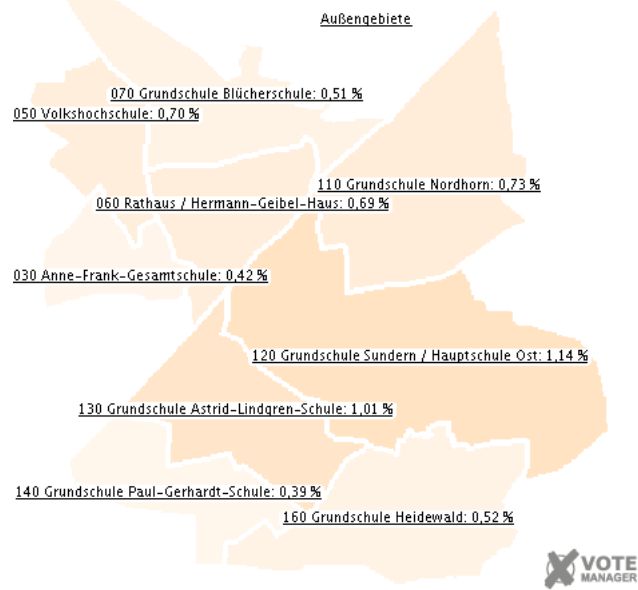 Außengebiete
070 Grundschule Blücherschule: 0,51 %
050 Volkshochschule: 0,70 %
110 Grundschule Nordhorn: 0,73 %
060 Rathaus / Hermann-Geibel-Haus: 0,69 %
030 Anne-Frank-Gesamtschule: 0,42 %
120 Grundschule Sundern / Hauptschule Ost: 1,14 %
130 Grundschule Astrid-Lindgren-Schule: 1,01 %
140 Grundschule Paul-Gerhardt-Schule: 0,39 %
160 Grundschule Heidewald: 0,52 %
VOTE
MANAGER